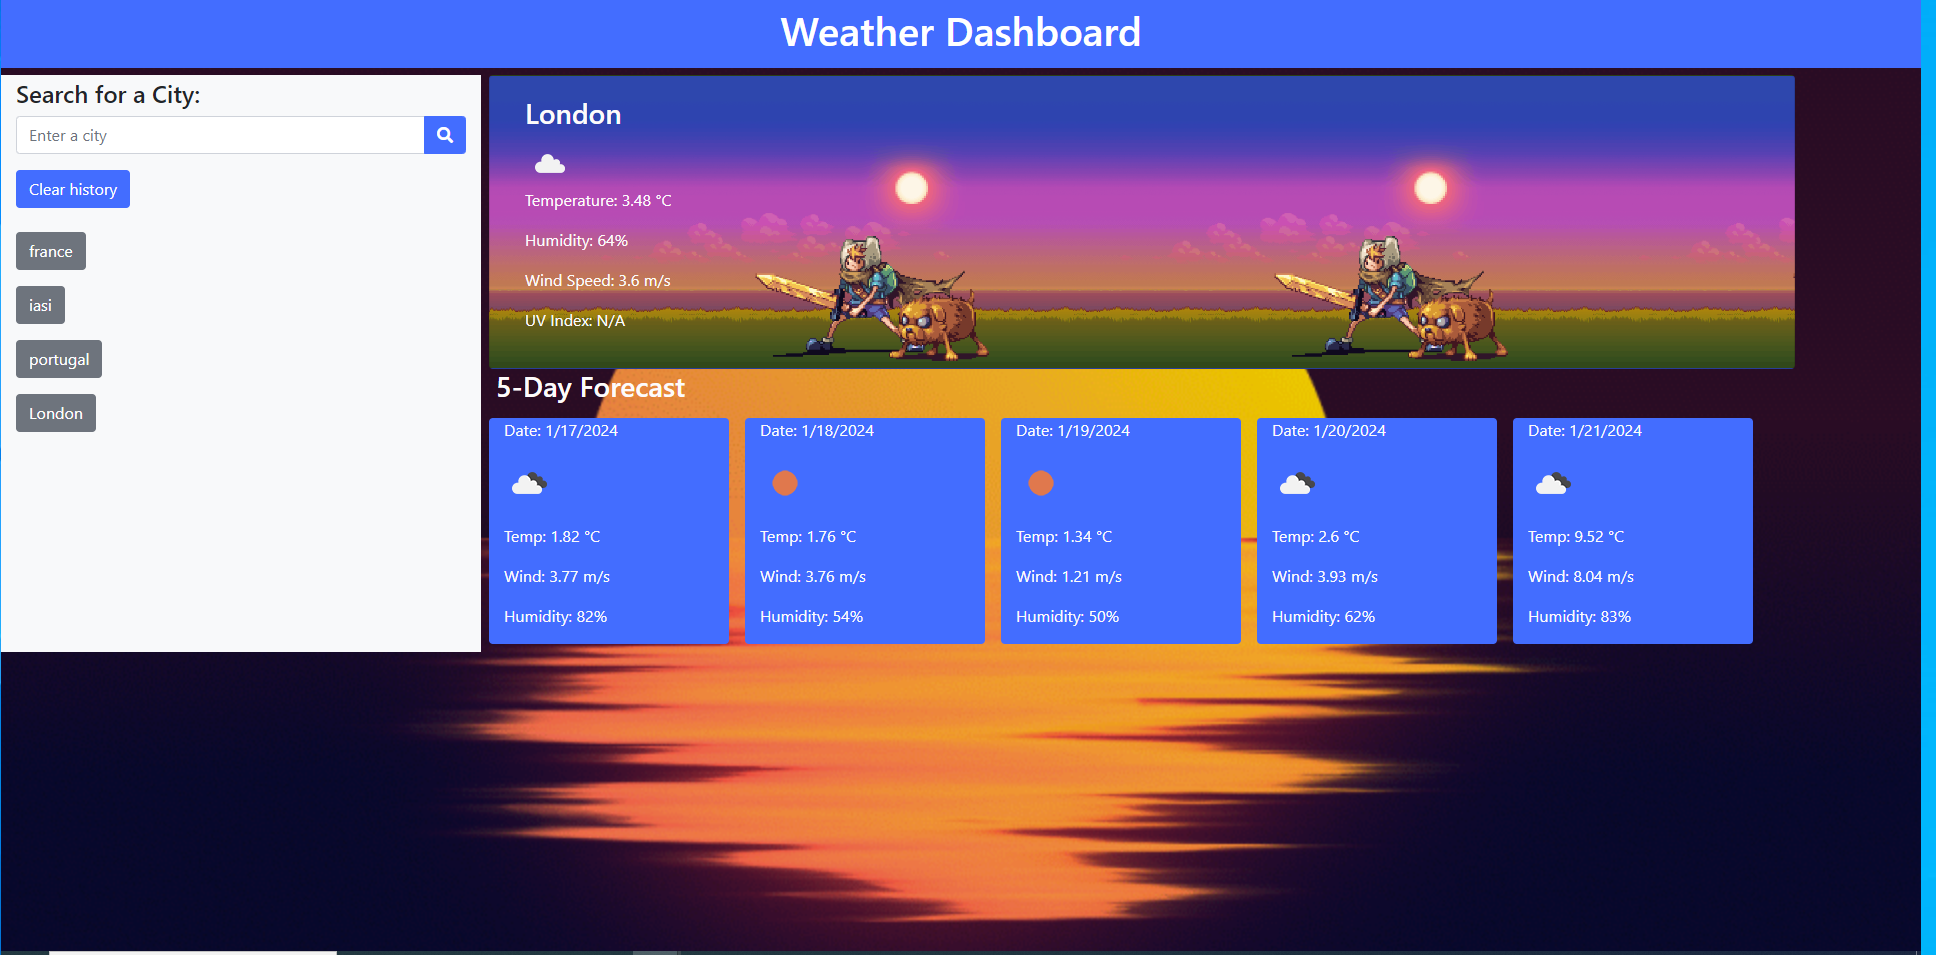 Weather Dashboard
Search for a City:
Enter a city
Clear history
france
iasi
portugal
London
London
Temperature: 3.48 °C
Humidity: 64%
Wind Speed: 3.6 m/s
UV Index: N/A
5-Day Forecast
Date: 1/17/2024
Temp: 1.82 °C
Wind: 3.77 m/s
Humidity: 82%
Date: 1/18/2024
Temp: 1.76 °C
Wind: 3.76 m/s
Humidity: 54%
Date: 1/19/2024
Temp: 1.34 °C
Wind: 1.21 m/s
Humidity: 50%
Date: 1/20/2024
Temp: 2.6 °C
Wind: 3.93 m/s
Humidity: 62%
Date: 1/21/2024
Temp: 9.52 °C
Wind: 8.04 m/s
Humidity: 83%